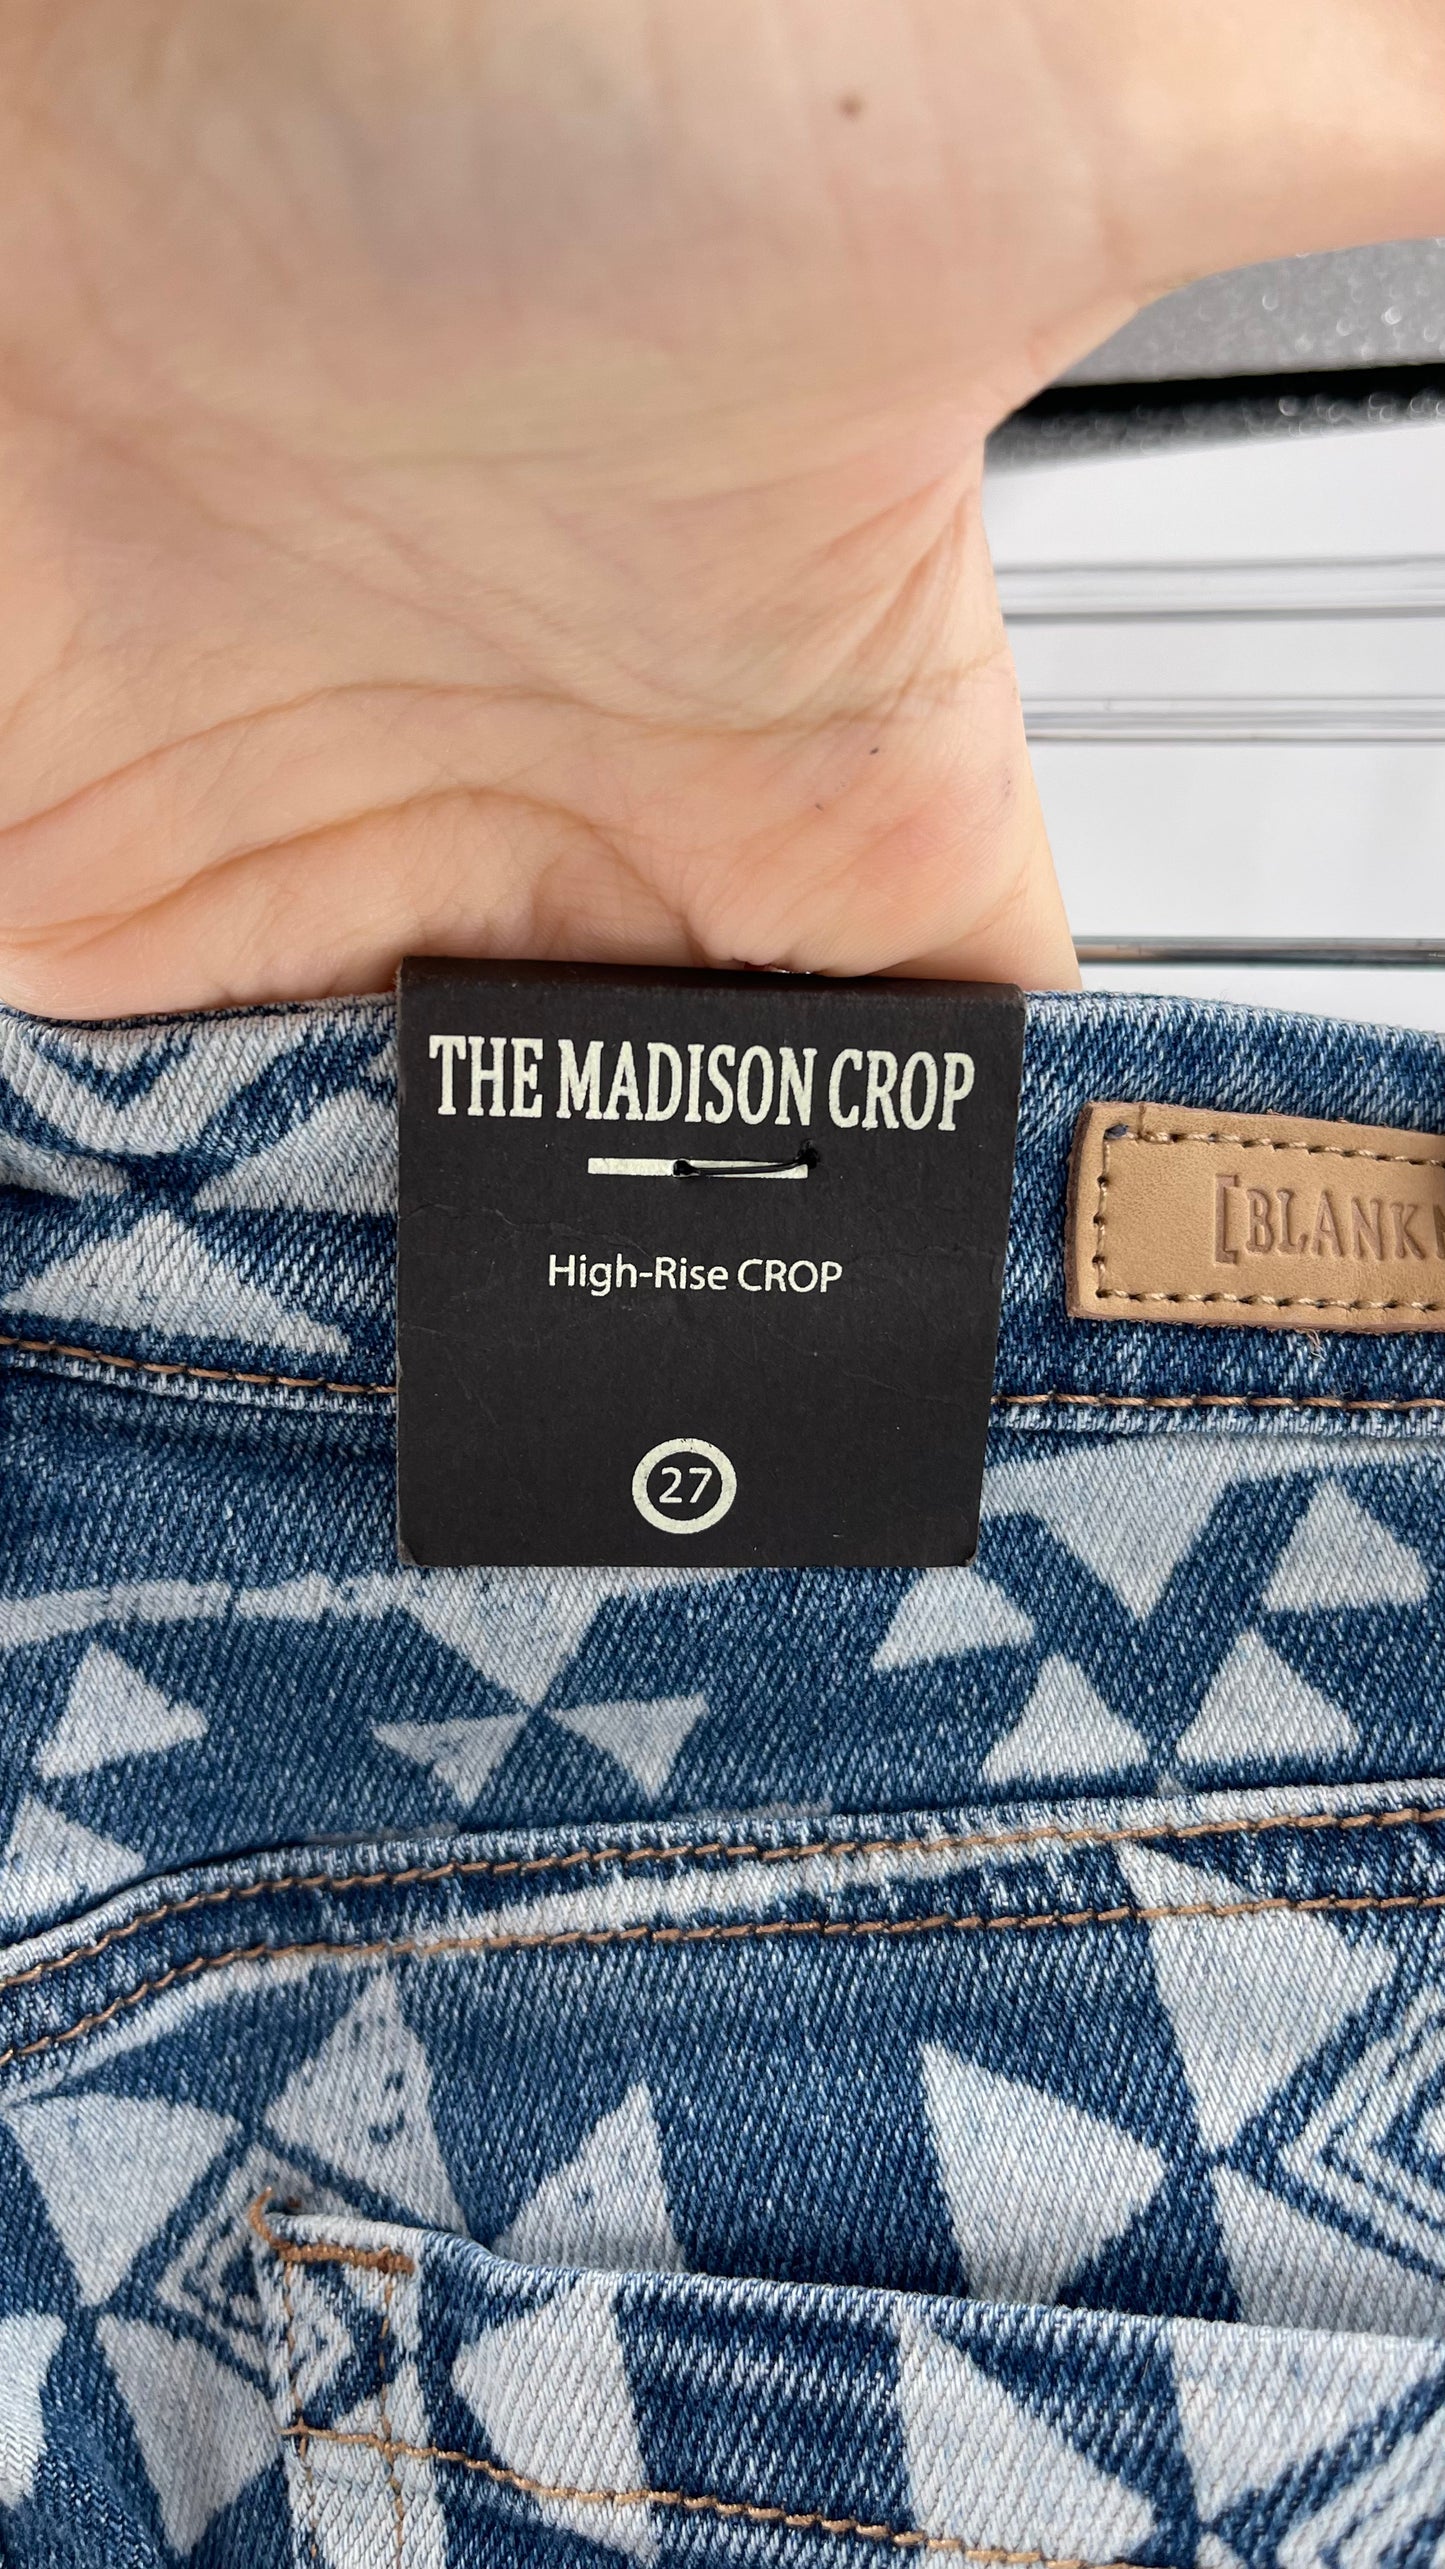 THE MADISON CROP
[BLANK
High-Rise CROP
27